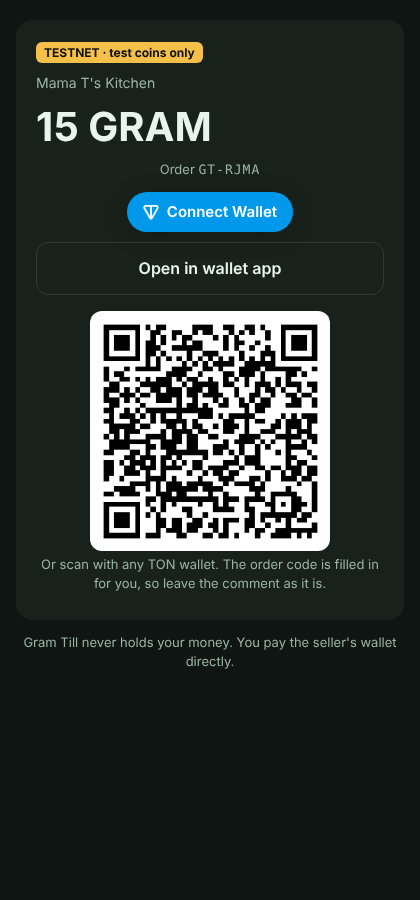 TESTNET · test coins only
Mama T's Kitchen
15 GRAM
Order GT-RJMA
Connect Wallet
Open in wallet app
Or scan with any TON wallet. The order code is filled in
for you, so leave the comment as it is.
Gram Till never holds your money. You pay the seller's wallet
directly.